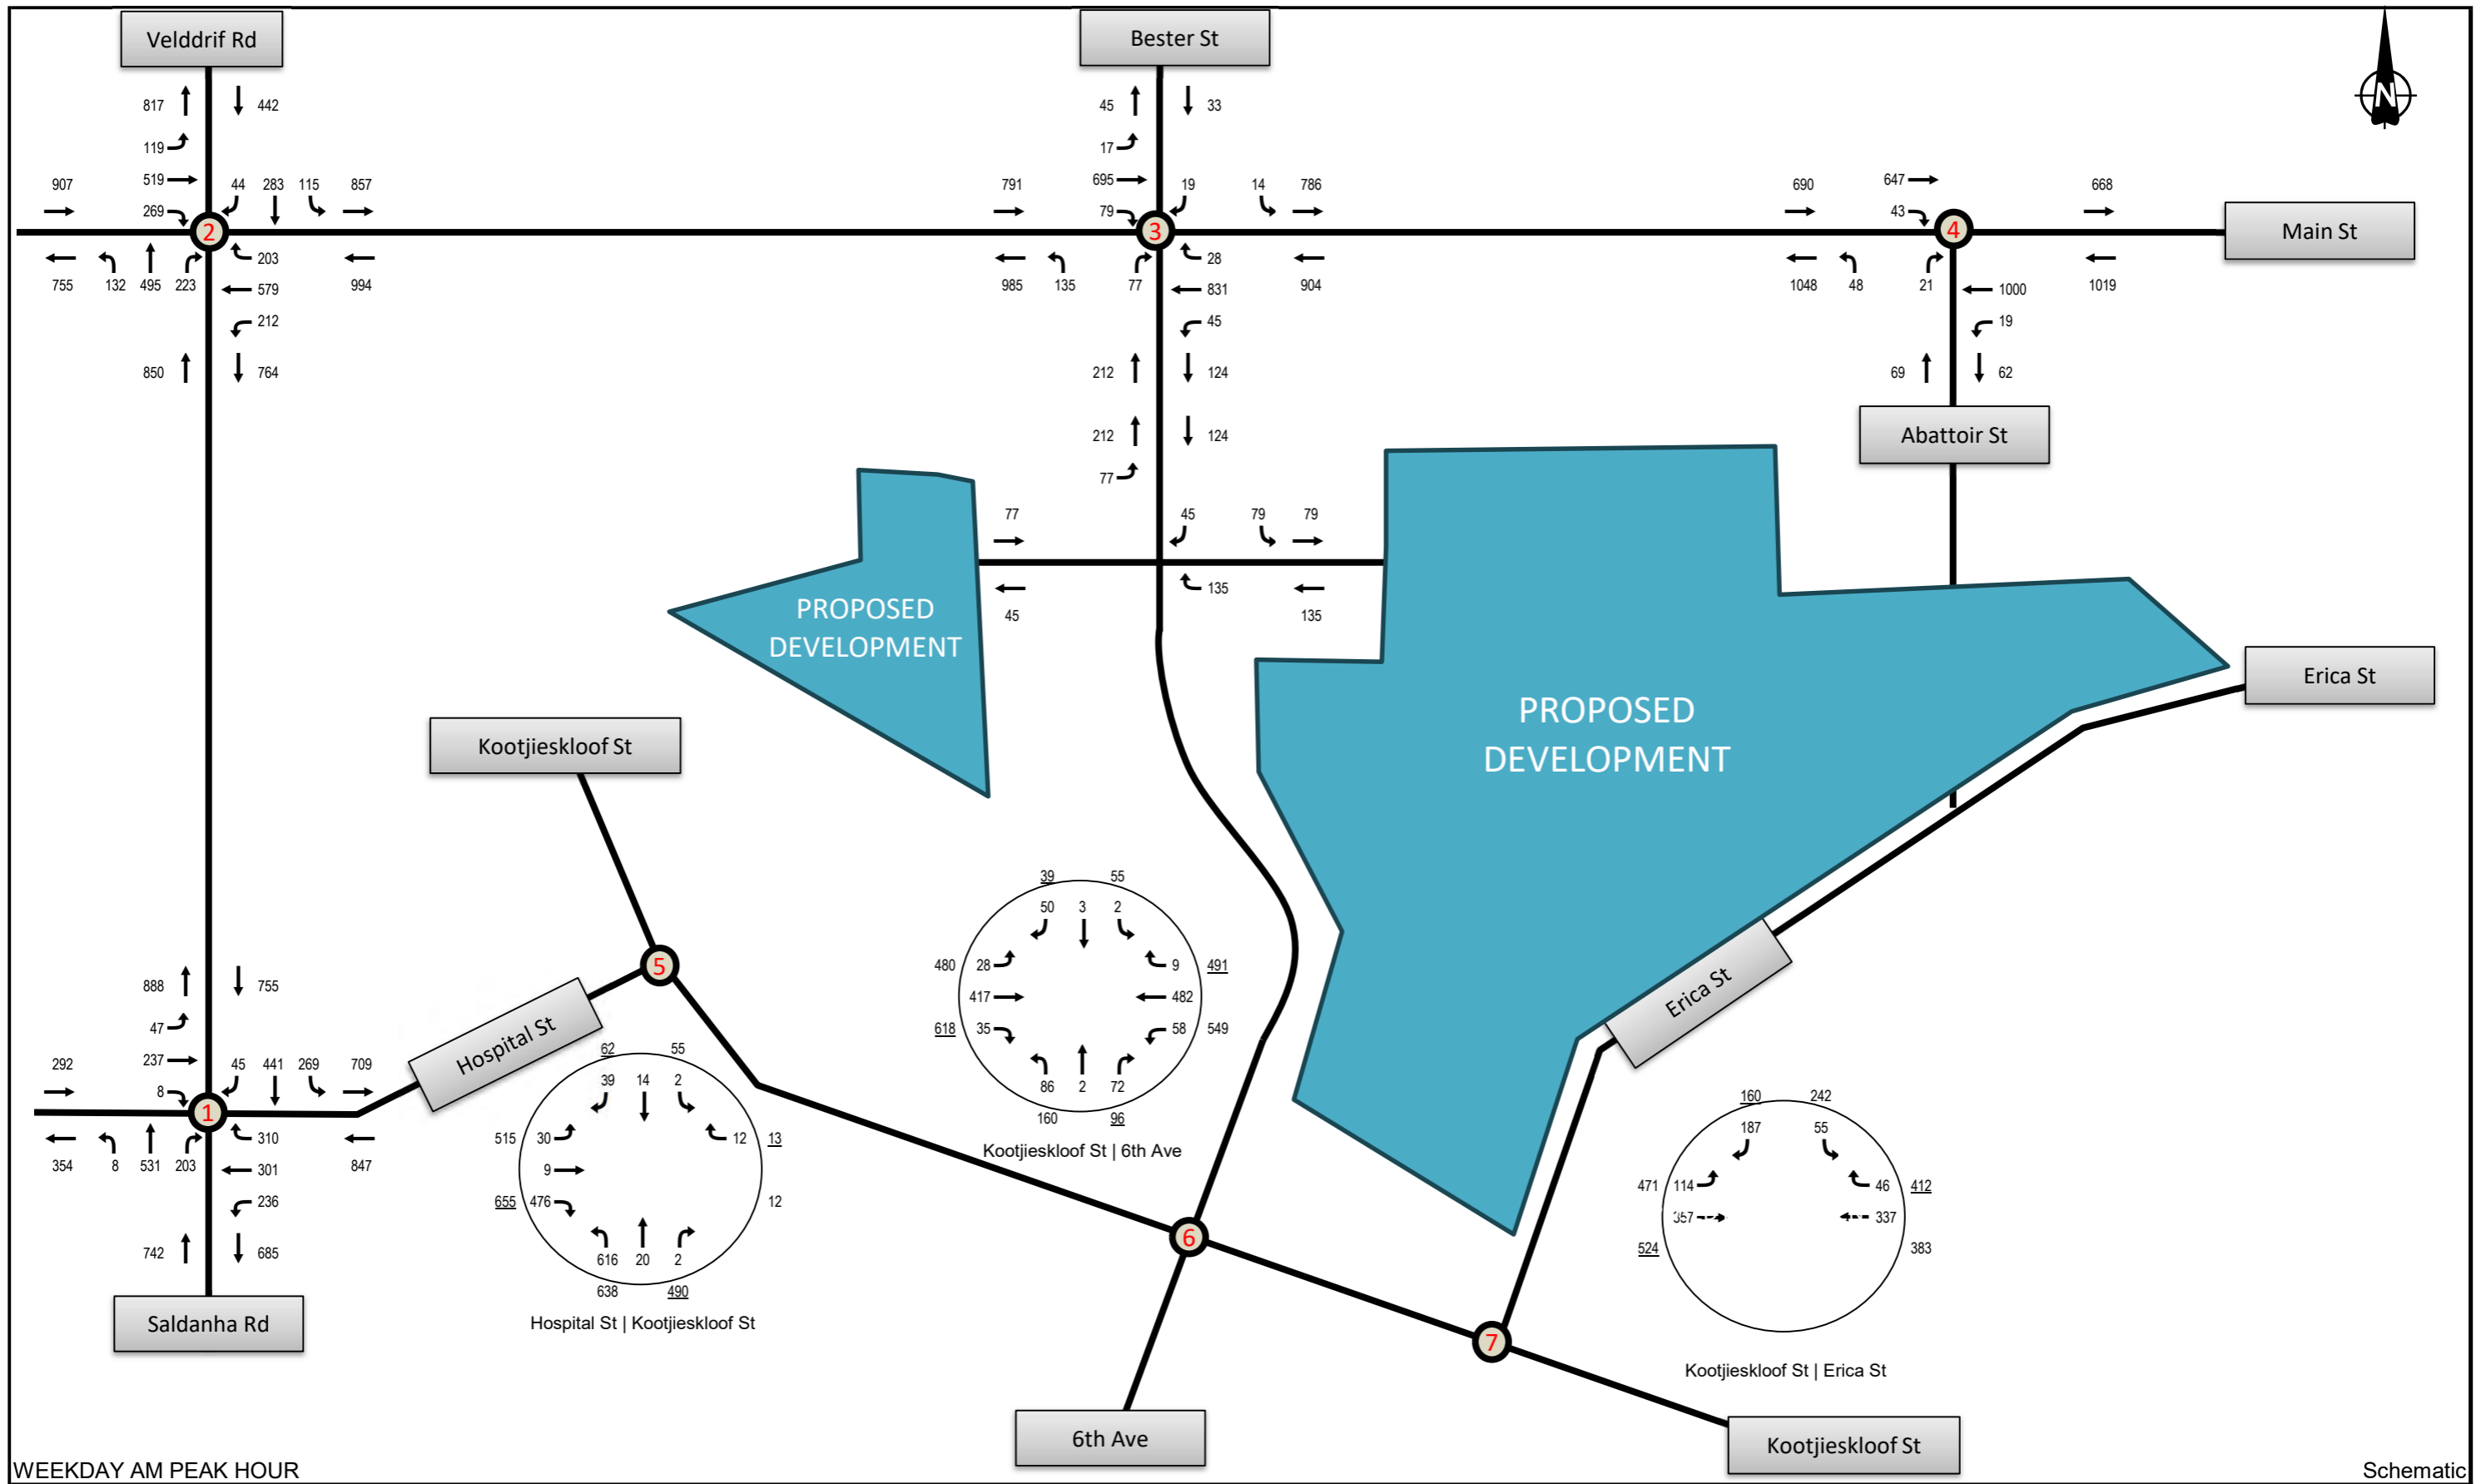 Velddrif Rd
Bester St
N
817 442
45 33
119
17
519
695
647
907
44 283 115 857
791
19 14 786
690
668
269
79
43
2
3
4
Main St
203
28
755 132 495 223
994
985 135 77
904
1048 48 21
1019
579
831
1000
212
45
19
850 764
212 124
69 62
212 124
Abattoir St
77
77
45 79 79
135
45
135
PROPOSED
DEVELOPMENT
PROPOSED
DEVELOPMENT
Erica St
Kootjieskloof St
Erica St
39 55
50 3 2
480 28
9 491
417
482
618 35
58 549
86 2 72
160 96
Kootjieskloof St | 6th Ave
5
Hospital St
888 755
47
237
292
45 441 269 709
8
1
310
354 8 531 203
847
301
236
742 685
Saldanha Rd
62 55
39 14 2
515 30
12 13
9
655 476
12
616 20 2
638 490
Hospital St | Kootjieskloof St
6
7
160 242
187 55
471 114
46 412
357
337
524
383
Kootjieskloof St | Erica St
6th Ave
Kootjieskloof St
WEEKDAY AM PEAK HOUR
Schematic